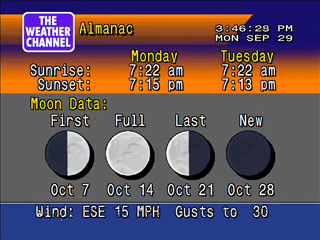 THE
WEATHER
CHANNEL
Almanac
3:46:28 PM
MON SEP 29
Monday Tuesday
Sunrise: 7:22 am 7:22 am
Sunset: 7:15 pm 7:13 pm
Moon Data:
First Full Last New
Oct 7 Oct 14 Oct 21 Oct 28
Wind: ESE 15 MPH Gusts to 30